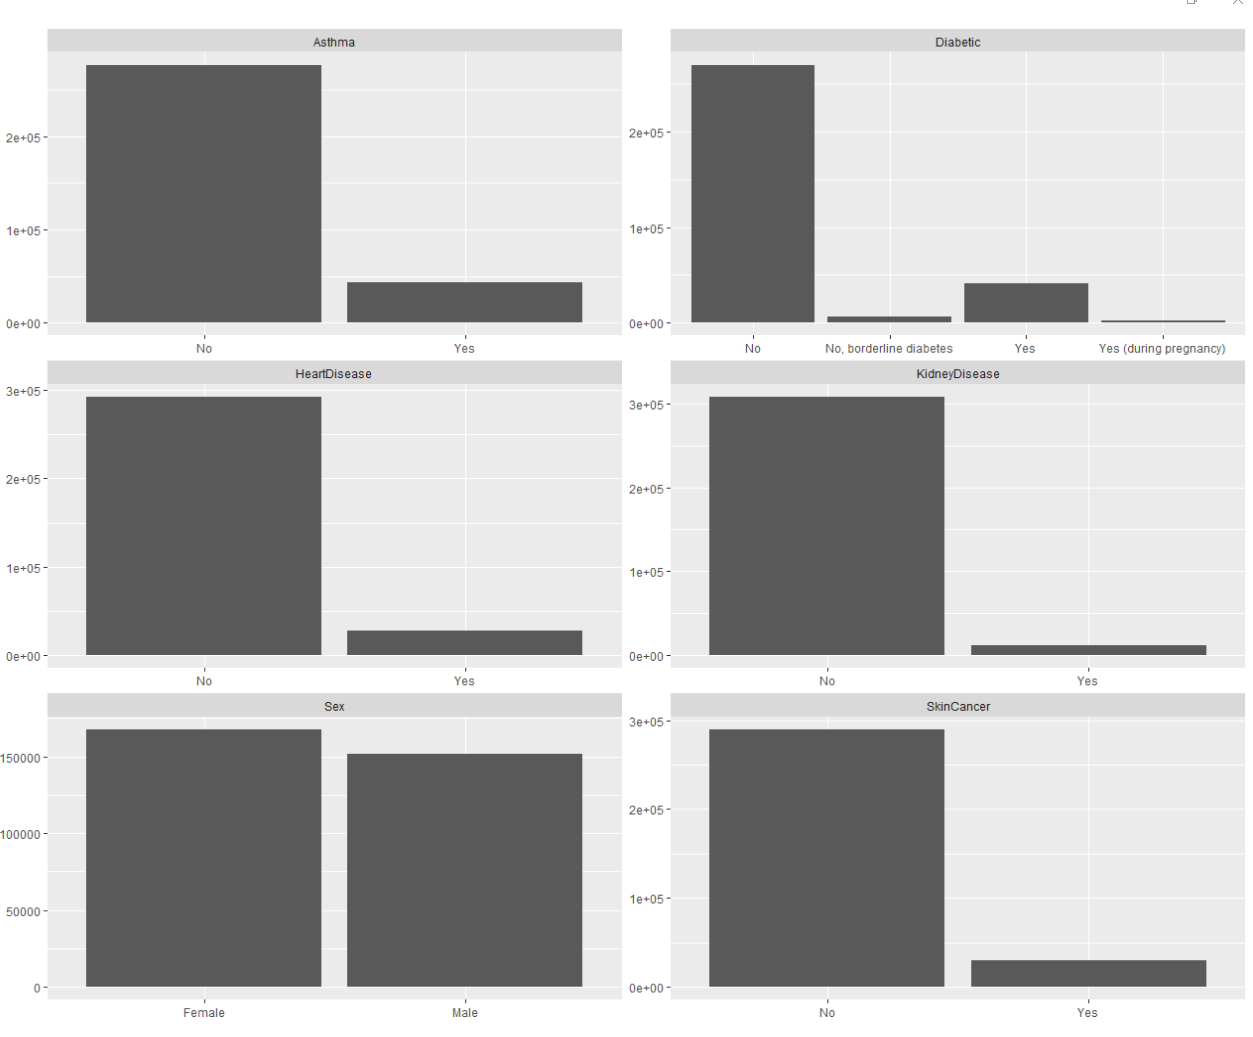 Asthma
2e+05
1e+05
0e+00
No Yes
Diabetic
2e+05
1e+05
0e+00
No No, borderline diabetes Yes Yes (during pregnancy)
HeartDisease
3e+05
2e+05
1e+05
0e+00
No Yes
KidneyDisease
3e+05
2e+05
1e+05
0e+00
No Yes
Sex
150000
100000
50000
0
Female Male
SkinCancer
3e+05
2e+05
1e+05
0e+00
No Yes